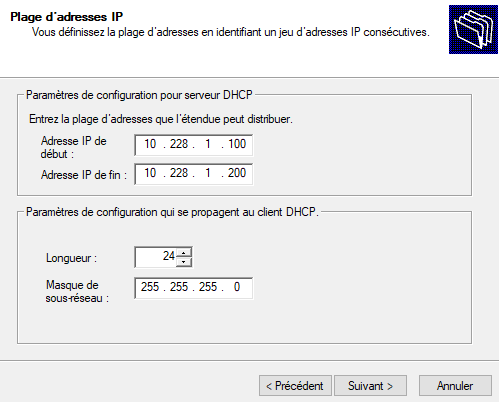 Plage d'adresses IP
Vous définissez la plage d'adresses en identifiant un jeu d'adresses IP consécutives.
Paramètres de configuration pour serveur DHCP
Entrez la plage d'adresses que l'étendue peut distribuer.
Adresse IP de début :
10 . 228 . 1 . 100
Adresse IP de fin :
10 . 228 . 1 . 200
Paramètres de configuration qui se propagent au client DHCP.
Longueur :
24
Masque de sous-réseau :
255 . 255 . 255 . 0
< Précédent
Suivant >
Annuler